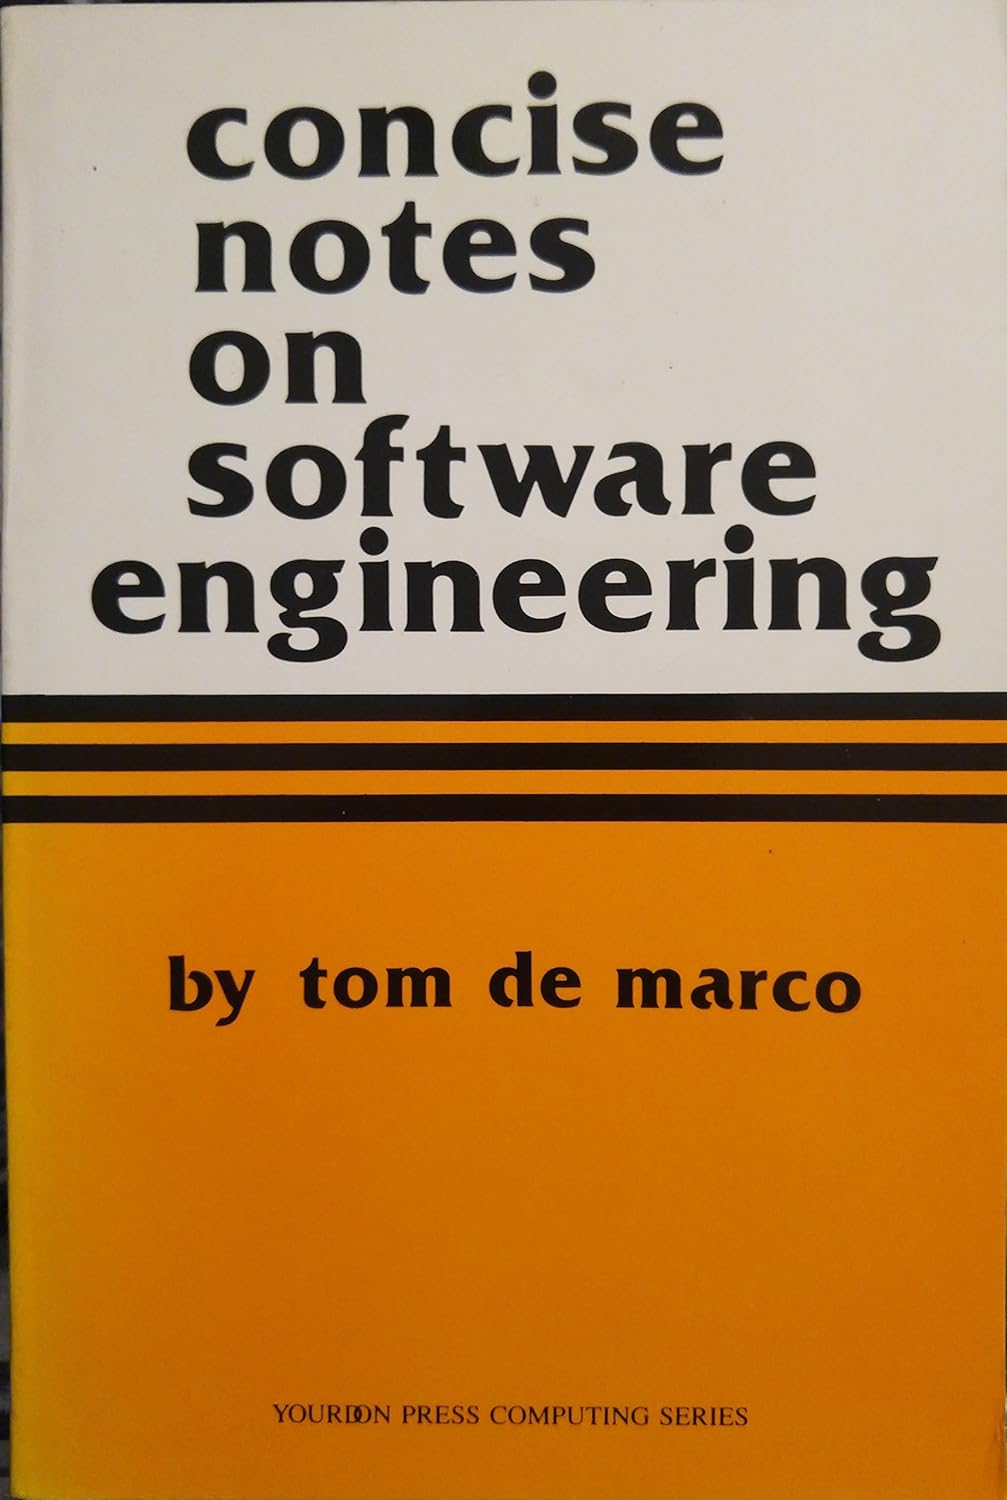 concise
notes
on
software
engineering
by tom de marco
YOURDON PRESS COMPUTING SERIES